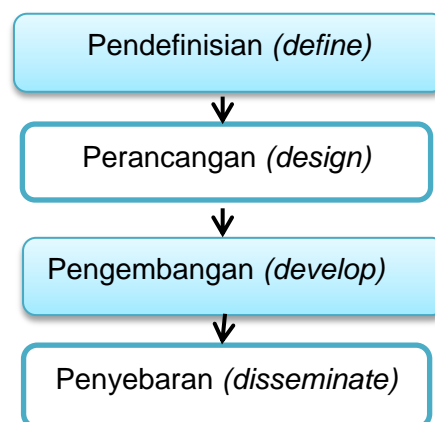 Pendefinisian (define)
Perancangan (design)
Pengembangan (develop)
Penyebaran (disseminate)